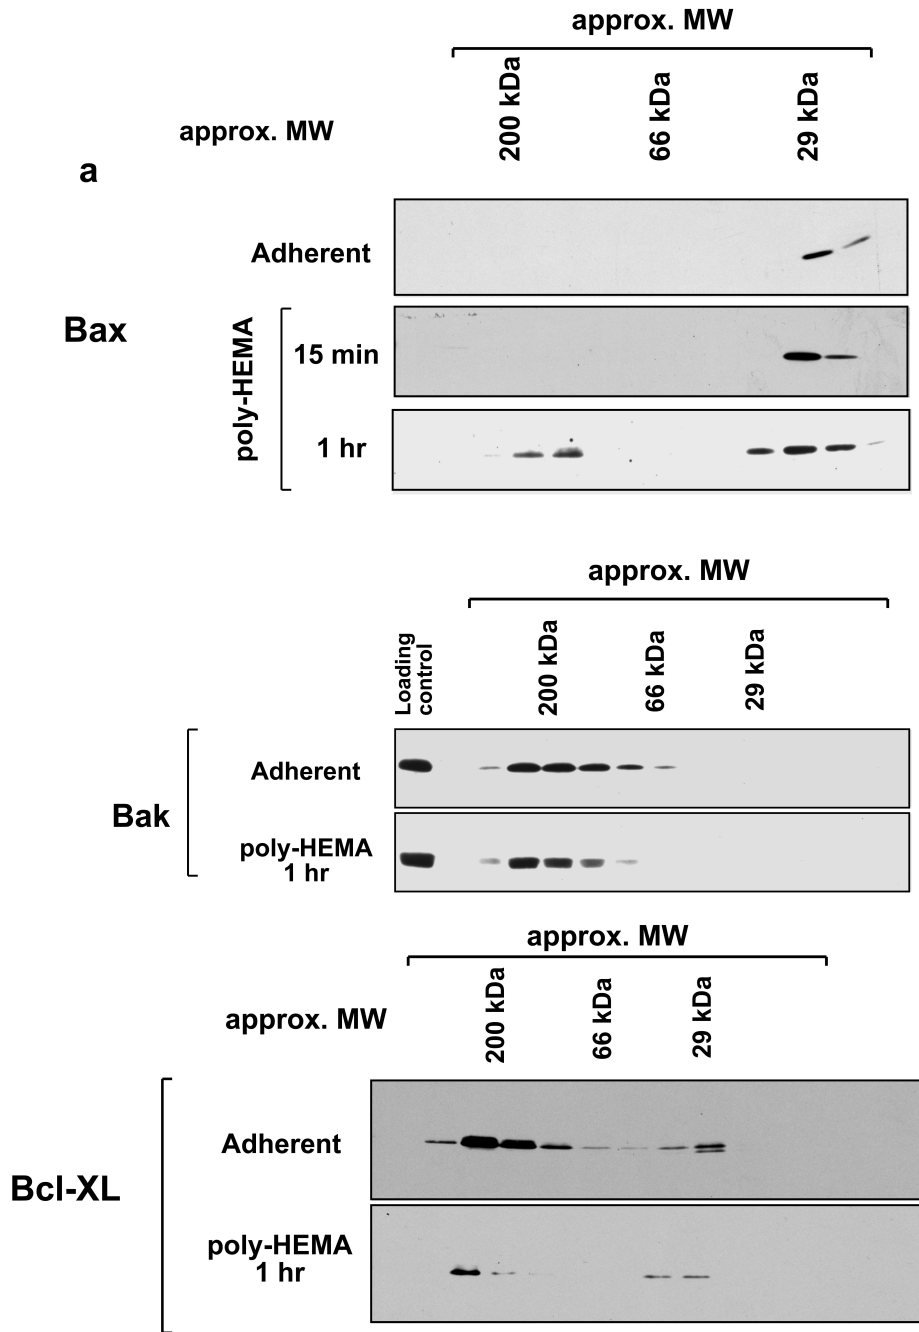 approx. MW
200 kDa
66 kDa
29 kDa
approx. MW
a
Adherent
Bax
poly-HEMA
15 min
1 hr
approx. MW
Loading
control
200 kDa
66 kDa
29 kDa
Adherent
Bak
poly-HEMA
1 hr
approx. MW
approx. MW
200 kDa
66 kDa
29 kDa
Adherent
Bcl-XL
poly-HEMA
1 hr